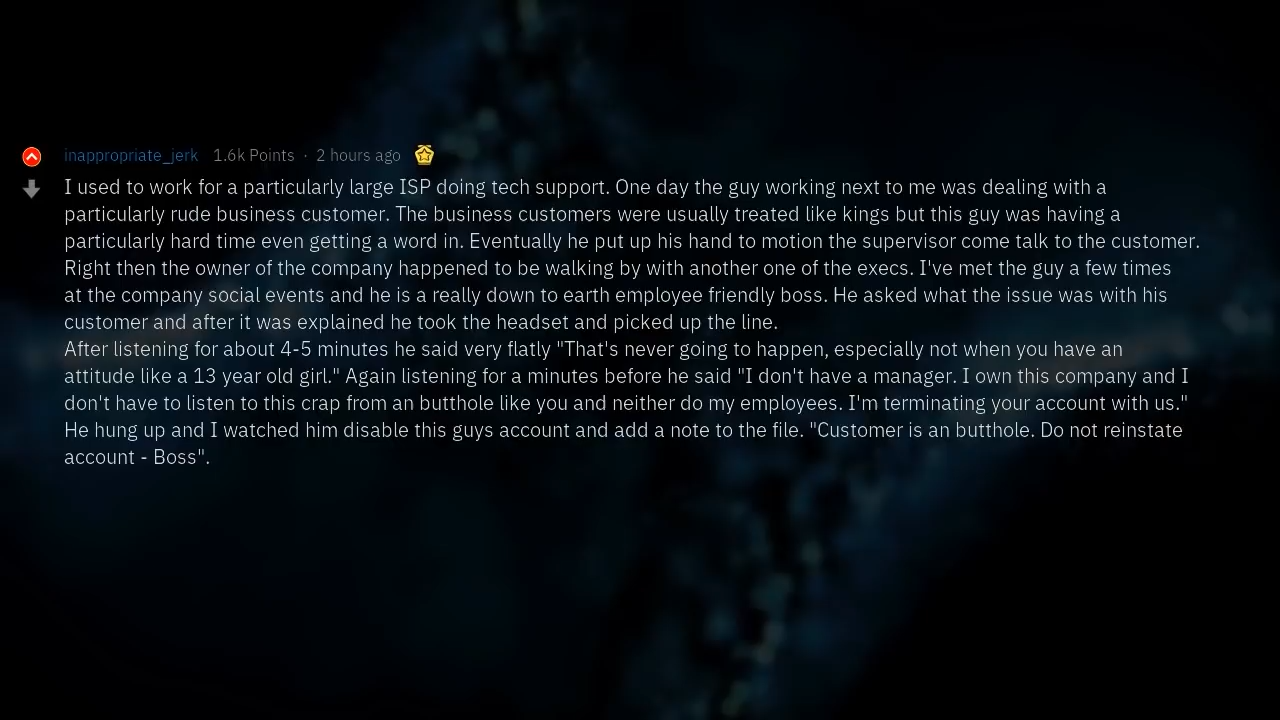 inappropriate_jerk 1.6k Points · 2 hours ago
I used to work for a particularly large ISP doing tech support. One day the guy working next to me was dealing with a
particularly rude business customer. The business customers were usually treated like kings but this guy was having a
particularly hard time even getting a word in. Eventually he put up his hand to motion the supervisor come talk to the customer.
Right then the owner of the company happened to be walking by with another one of the execs. I've met the guy a few times
at the company social events and he is a really down to earth employee friendly boss. He asked what the issue was with his
customer and after it was explained he took the headset and picked up the line.
After listening for about 4-5 minutes he said very flatly "That's never going to happen, especially not when you have an
attitude like a 13 year old girl." Again listening for a minutes before he said "I don't have a manager. I own this company and I
don't have to listen to this crap from an butthole like you and neither do my employees. I'm terminating your account with us."
He hung up and I watched him disable this guys account and add a note to the file. "Customer is an butthole. Do not reinstate
account - Boss".